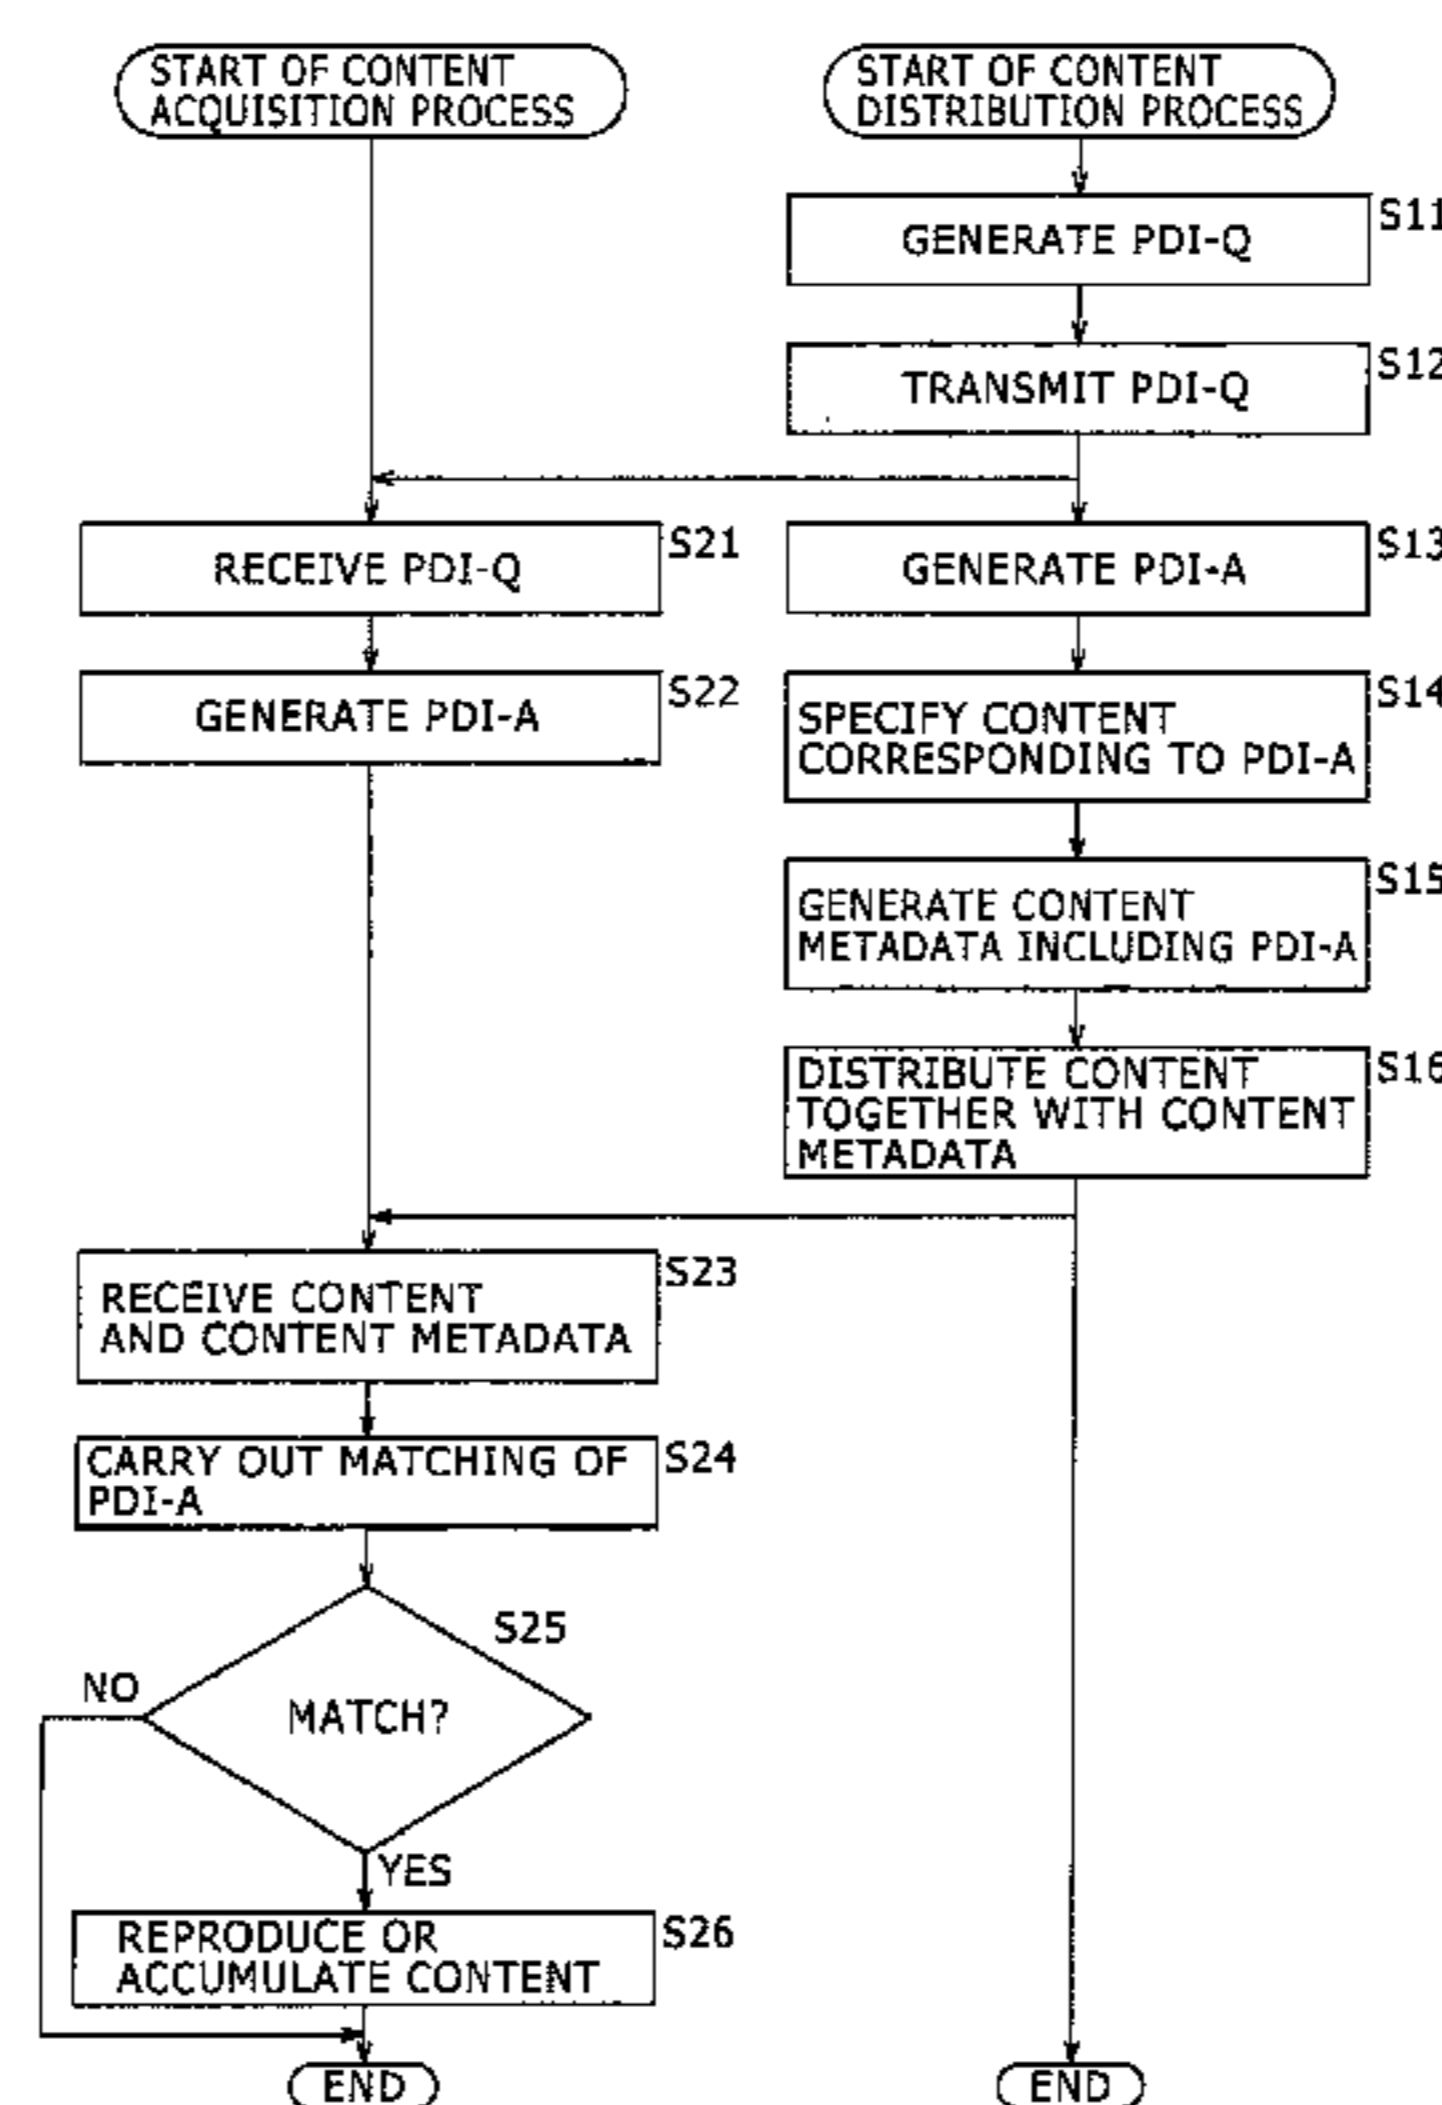 START OF CONTENT
ACQUISITION PROCESS
START OF CONTENT
DISTRIBUTION PROCESS
GENERATE PDI-Q
S11
TRANSMIT PDI-Q
S12
RECEIVE PDI-Q
S21
GENERATE PDI-A
S13
GENERATE PDI-A
S22
SPECIFY CONTENT
CORRESPONDING TO PDI-A
S14
GENERATE CONTENT
METADATA INCLUDING PDI-A
S15
DISTRIBUTE CONTENT
TOGETHER WITH CONTENT
METADATA
S16
RECEIVE CONTENT
AND CONTENT METADATA
S23
CARRY OUT MATCHING OF
PDI-A
S24
S25
NO
MATCH?
YES
REPRODUCE OR
ACCUMULATE CONTENT
S26
END
END